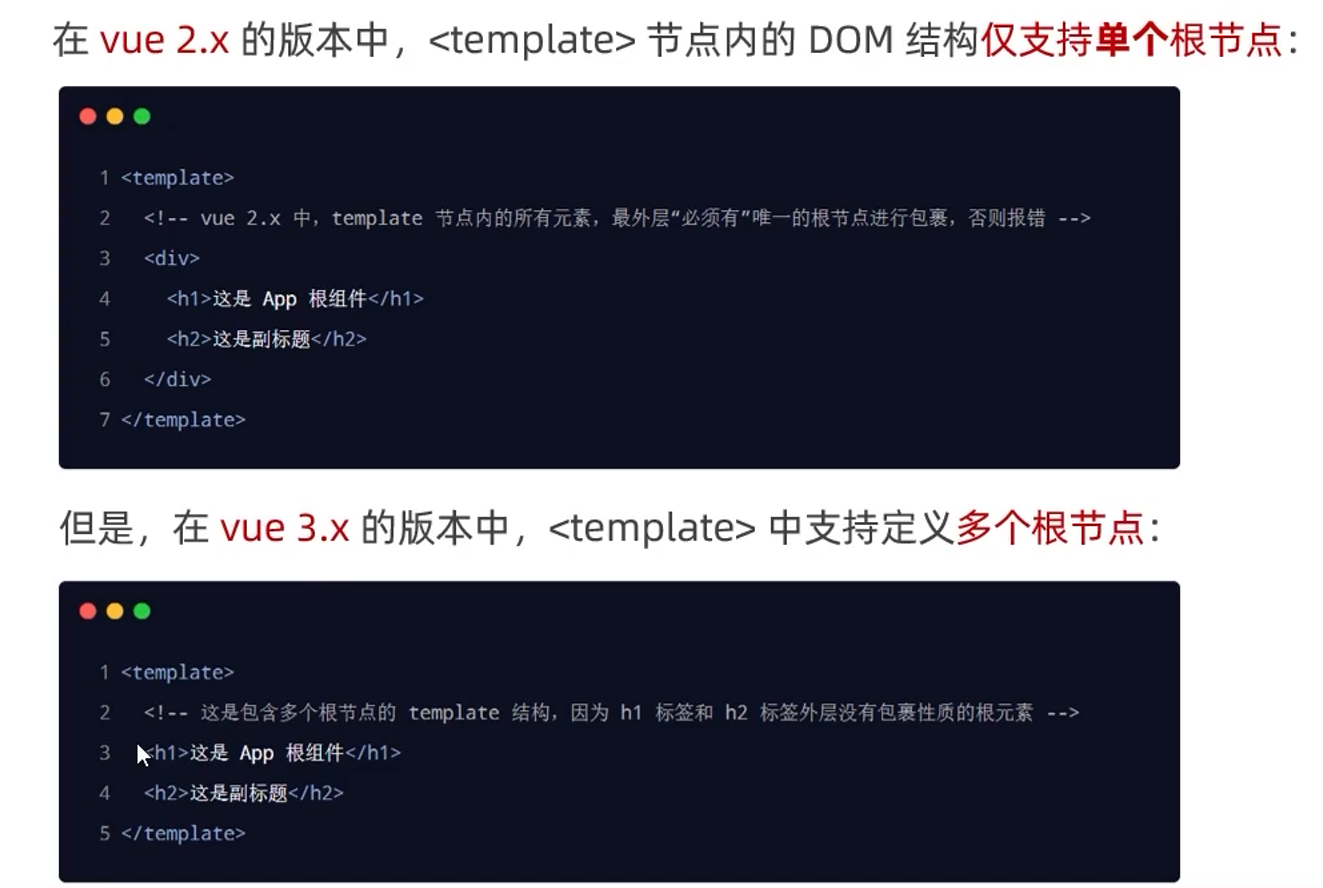 在 vue 2.x 的版本中，<template> 节点内的 DOM 结构仅支持单个根节点：
1 <template>
2   <!-- vue 2.x 中，template 节点内的所有元素，最外层“必须有”唯一的根节点进行包裹，否则报错 -->
3   <div>
4     <h1>这是 App 根组件</h1>
5     <h2>这是副标题</h2>
6   </div>
7 </template>
但是，在 vue 3.x 的版本中，<template> 中支持定义多个根节点：
1 <template>
2   <!-- 这是包含多个根节点的 template 结构，因为 h1 标签和 h2 标签外层没有包裹性质的根元素 -->
3   <h1>这是 App 根组件</h1>
4   <h2>这是副标题</h2>
5 </template>